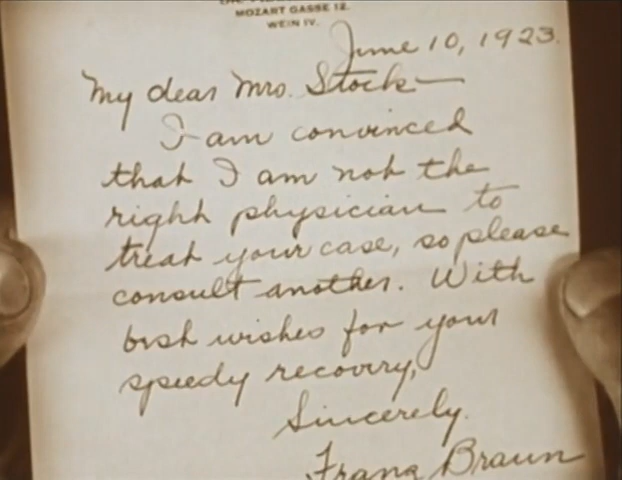 MOZART GASSE 12.
WEIN IV.
June 10, 1923.
My dear Mrs. Stock—
I am convinced
that I am not the
right physician to
treat your case, so please
consult another. With
best wishes for your
speedy recovery,
Sincerely.
Franz Braun